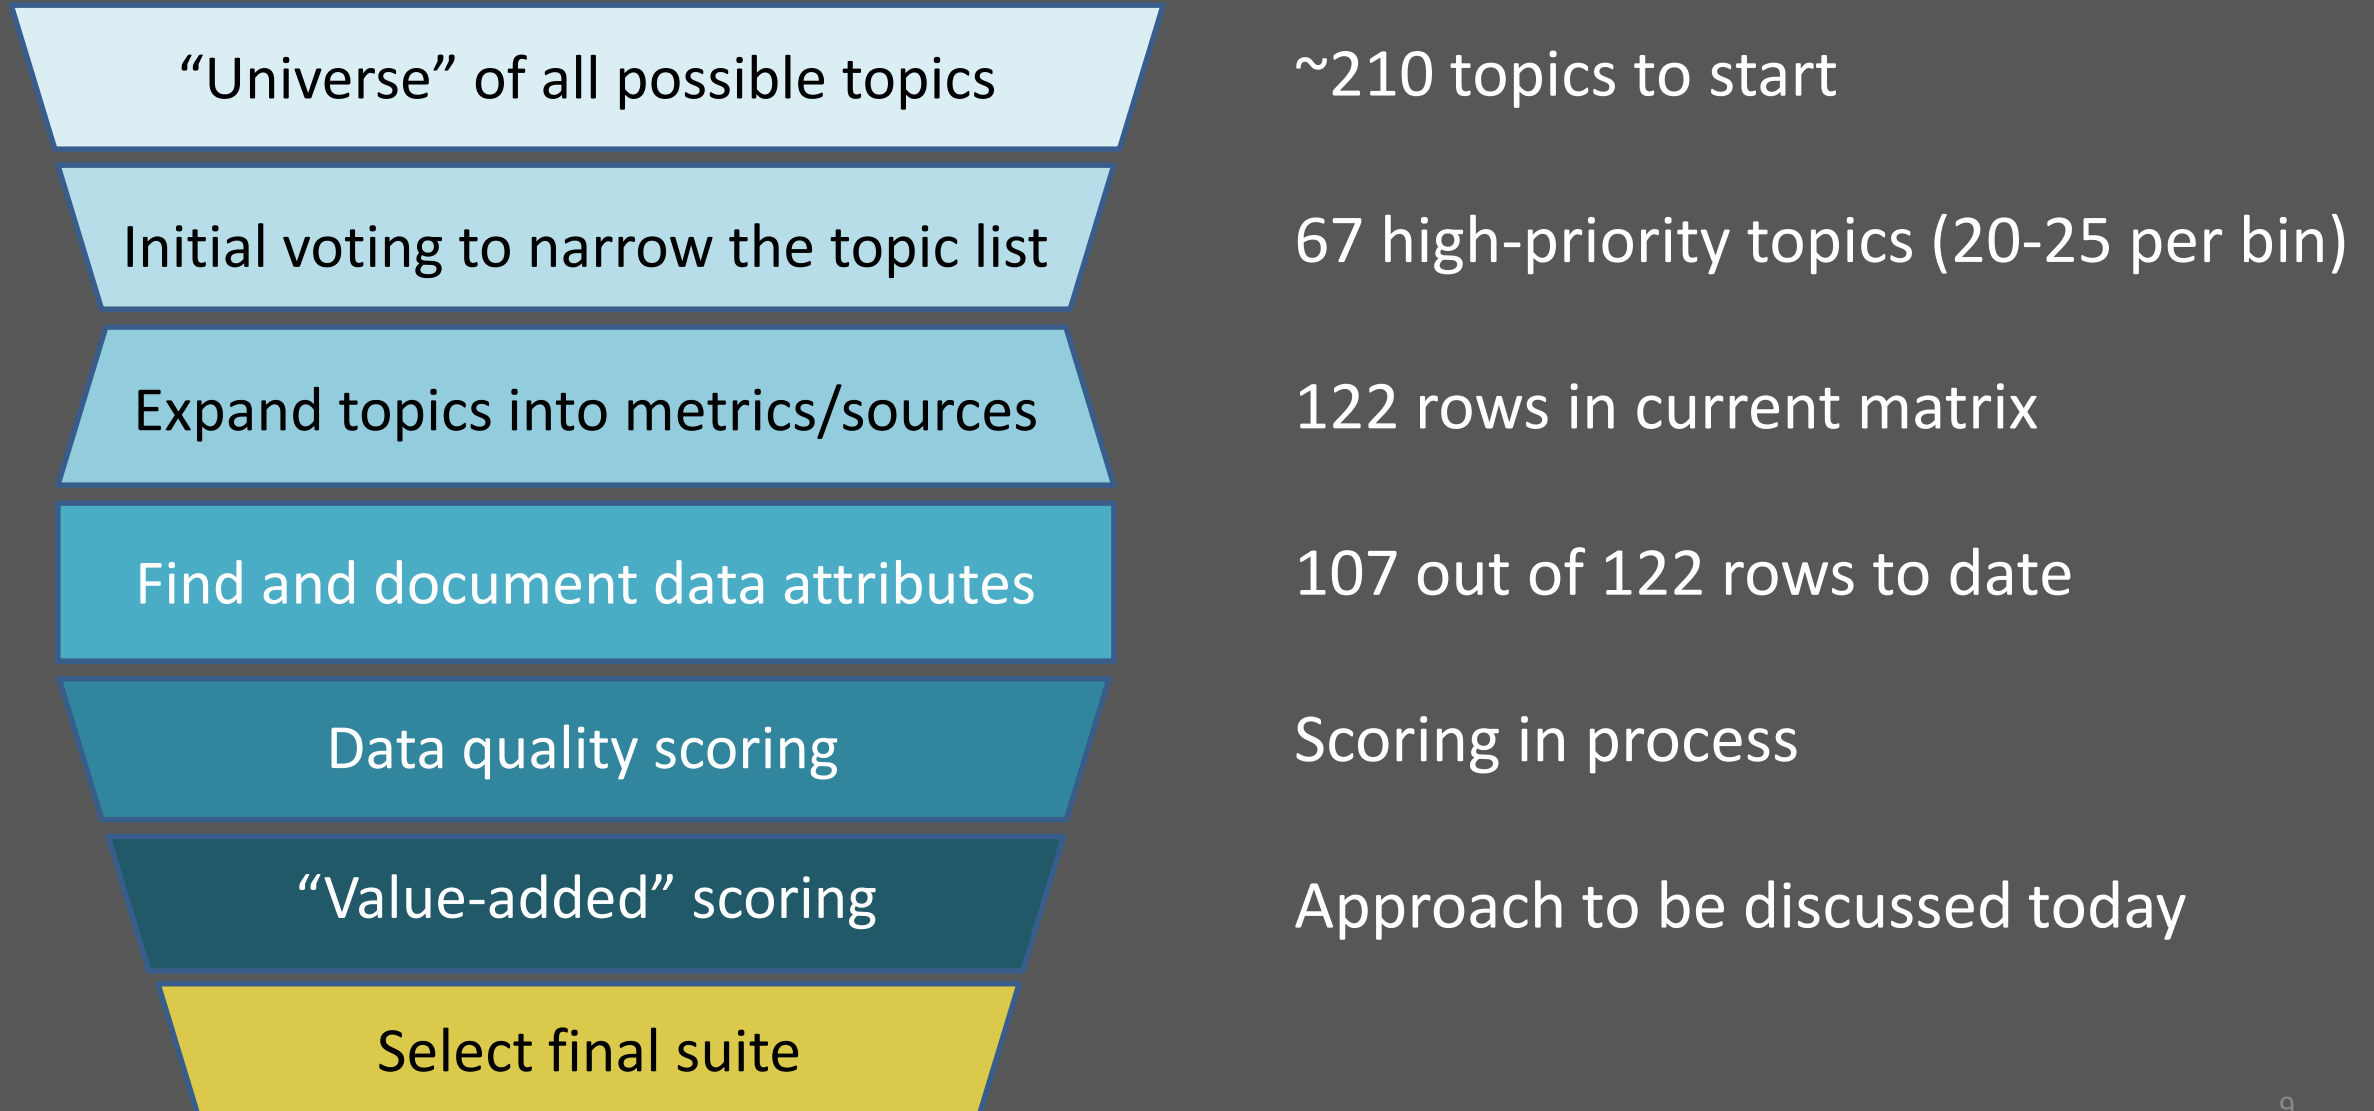 “Universe” of all possible topics
~210 topics to start
Initial voting to narrow the topic list
67 high-priority topics (20-25 per bin)
Expand topics into metrics/sources
122 rows in current matrix
Find and document data attributes
107 out of 122 rows to date
Data quality scoring
Scoring in process
“Value-added” scoring
Approach to be discussed today
Select final suite
9